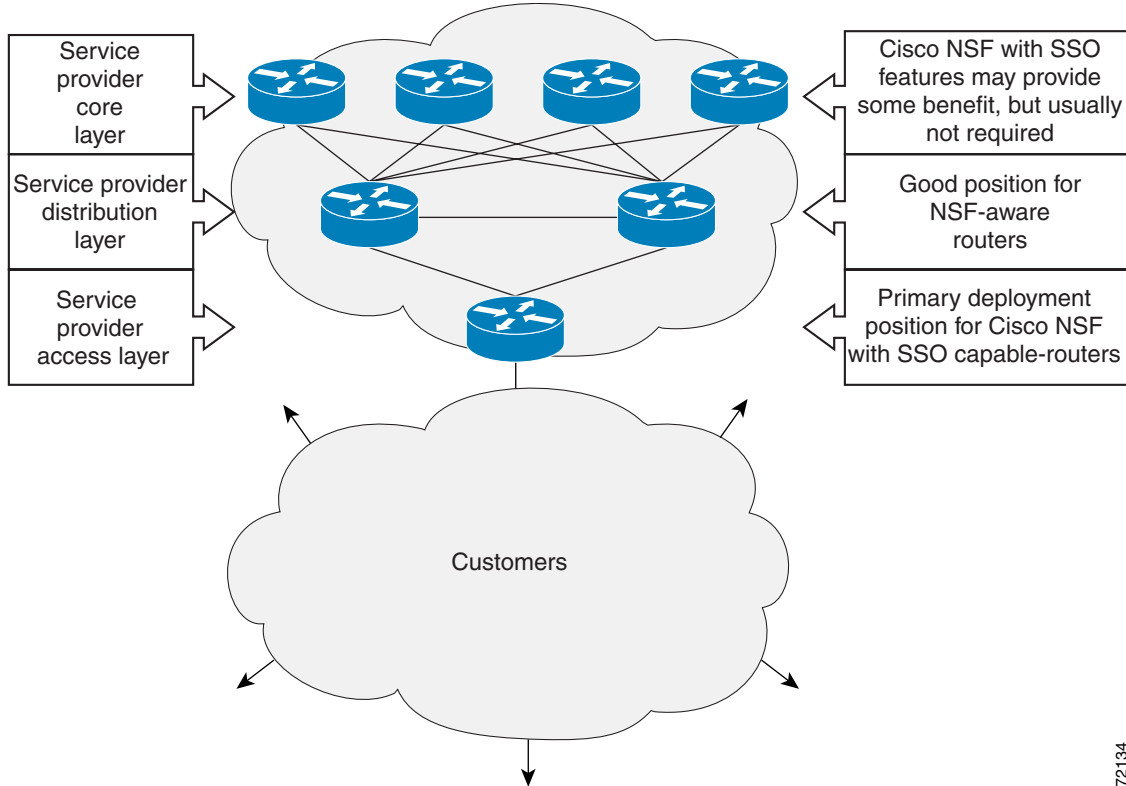 Service
provider
core
layer
Cisco NSF with SSO
features may provide
some benefit, but usually
not required
Service provider
distribution
layer
Good position for
NSF-aware
routers
Service
provider
access layer
Primary deployment
position for Cisco NSF
with SSO capable-routers
Customers
72134